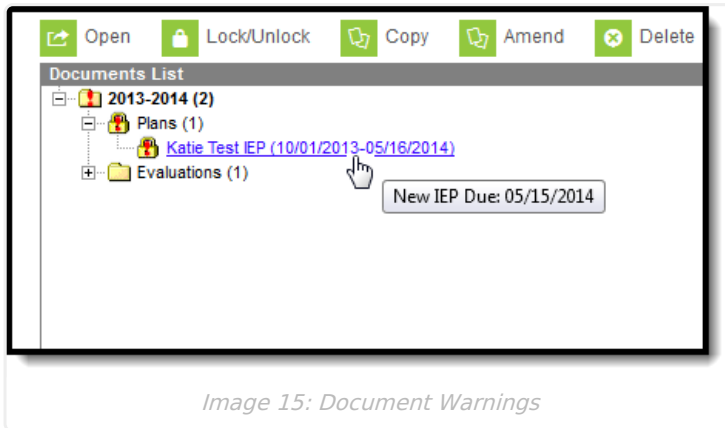 Open Lock/Unlock Copy Amend Delete
Documents List
2013-2014 (2)
Plans (1)
Katie Test IEP (10/01/2013-05/16/2014)
Evaluations (1)
New IEP Due: 05/15/2014
Image 15: Document Warnings